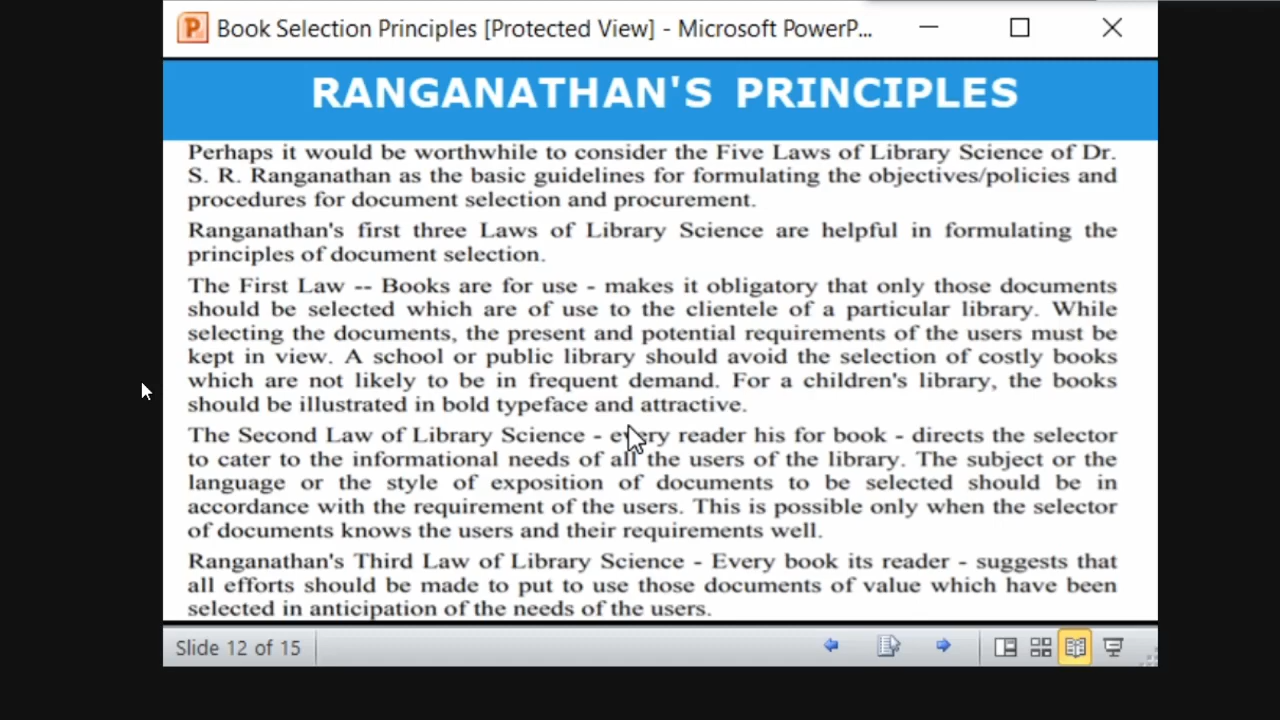 Book Selection Principles [Protected View] - Microsoft PowerP...
RANGANATHAN'S PRINCIPLES
Perhaps it would be worthwhile to consider the Five Laws of Library Science of Dr.
S. R. Ranganathan as the basic guidelines for formulating the objectives/policies and
procedures for document selection and procurement.
Ranganathan's first three Laws of Library Science are helpful in formulating the
principles of document selection.
The First Law -- Books are for use - makes it obligatory that only those documents
should be selected which are of use to the clientele of a particular library. While
selecting the documents, the present and potential requirements of the users must be
kept in view. A school or public library should avoid the selection of costly books
which are not likely to be in frequent demand. For a children's library, the books
should be illustrated in bold typeface and attractive.
The Second Law of Library Science - every reader his for book - directs the selector
to cater to the informational needs of all the users of the library. The subject or the
language or the style of exposition of documents to be selected should be in
accordance with the requirement of the users. This is possible only when the selector
of documents knows the users and their requirements well.
Ranganathan's Third Law of Library Science - Every book its reader - suggests that
all efforts should be made to put to use those documents of value which have been
selected in anticipation of the needs of the users.
Slide 12 of 15